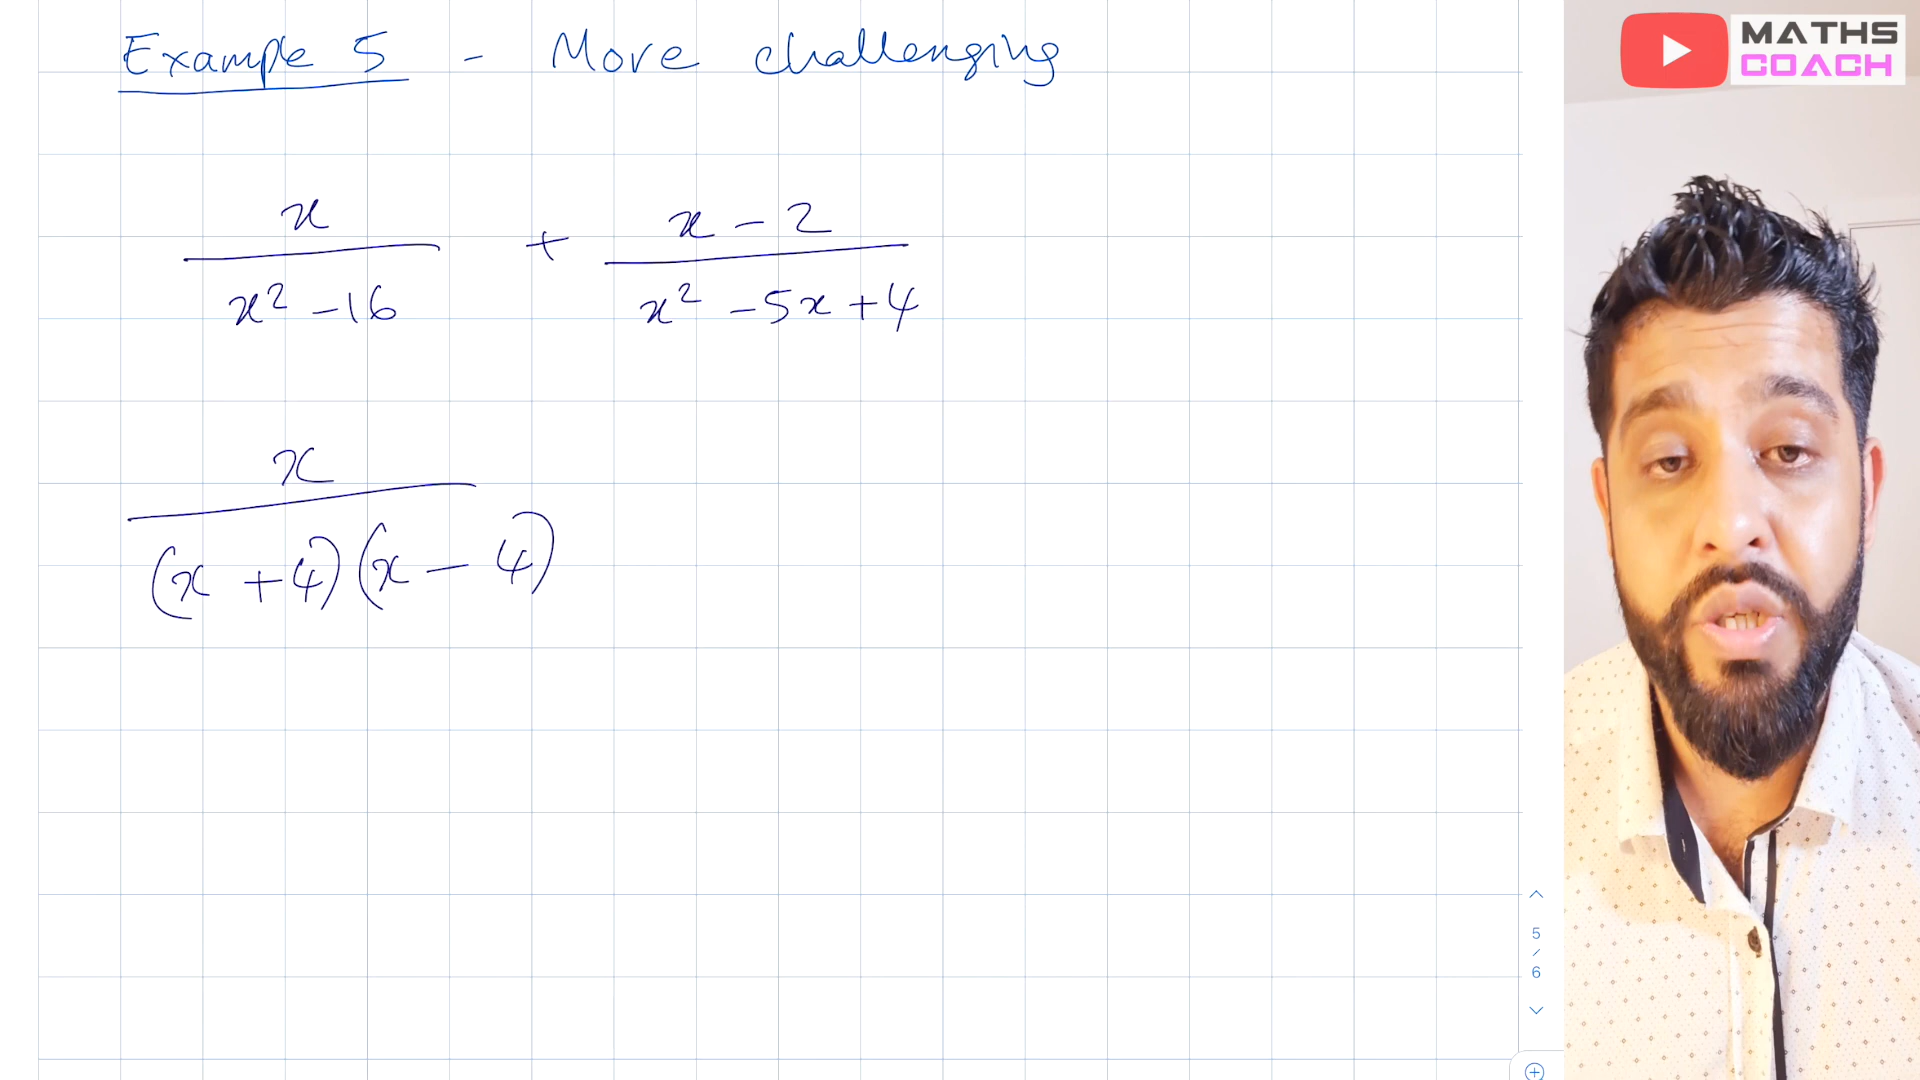 MATHS
COACH
Example 5 - More challenging
x/(x² - 16) + (x - 2)/(x² - 5x + 4)
x/((x + 4)(x - 4))
5
/
6